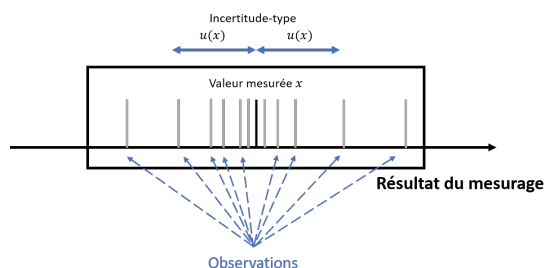 Incertitude-type
u(x) u(x)
Valeur mesurée x
Résultat du mesurage
Observations